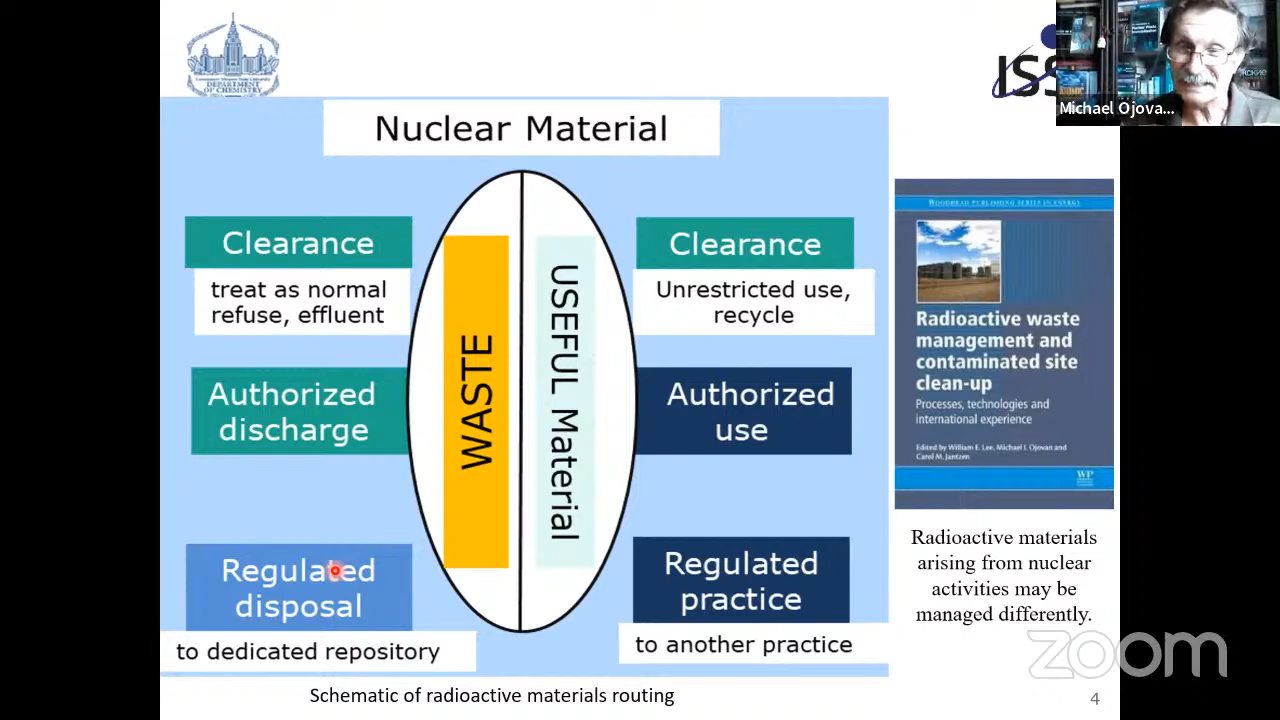 DEPARTMENT
OF CHEMISTRY
ISS
Michael Ojova...
Nuclear Material
Clearance
treat as normal
refuse, effluent
Authorized
discharge
Regulated
disposal
to dedicated repository
WASTE
USEFUL Material
Clearance
Unrestricted use,
recycle
Authorized
use
Regulated
practice
to another practice
Schematic of radioactive materials routing
WOODHEAD PUBLISHING SERIES IN ENERGY
Radioactive waste
management and
contaminated site
clean-up
Processes, technologies and
international experience
Edited by William E. Lee, Michael I. Ojovan and
Carol M. Jantzen
WP
Radioactive materials
arising from nuclear
activities may be
managed differently.
zoom
4